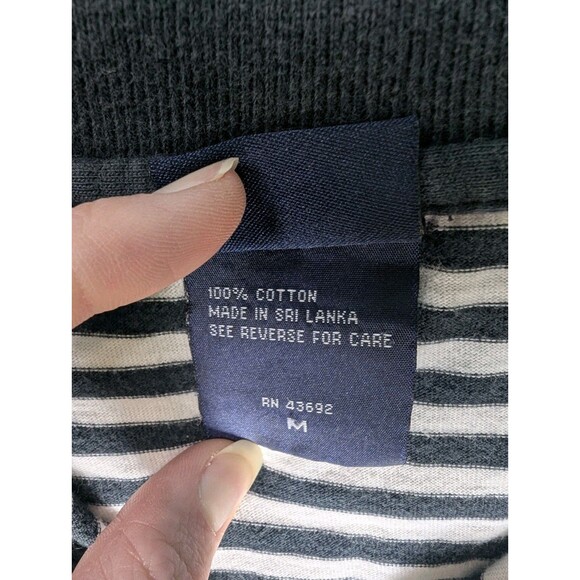 100% COTTON
MADE IN SRI LANKA
SEE REVERSE FOR CARE
RN 43692
M